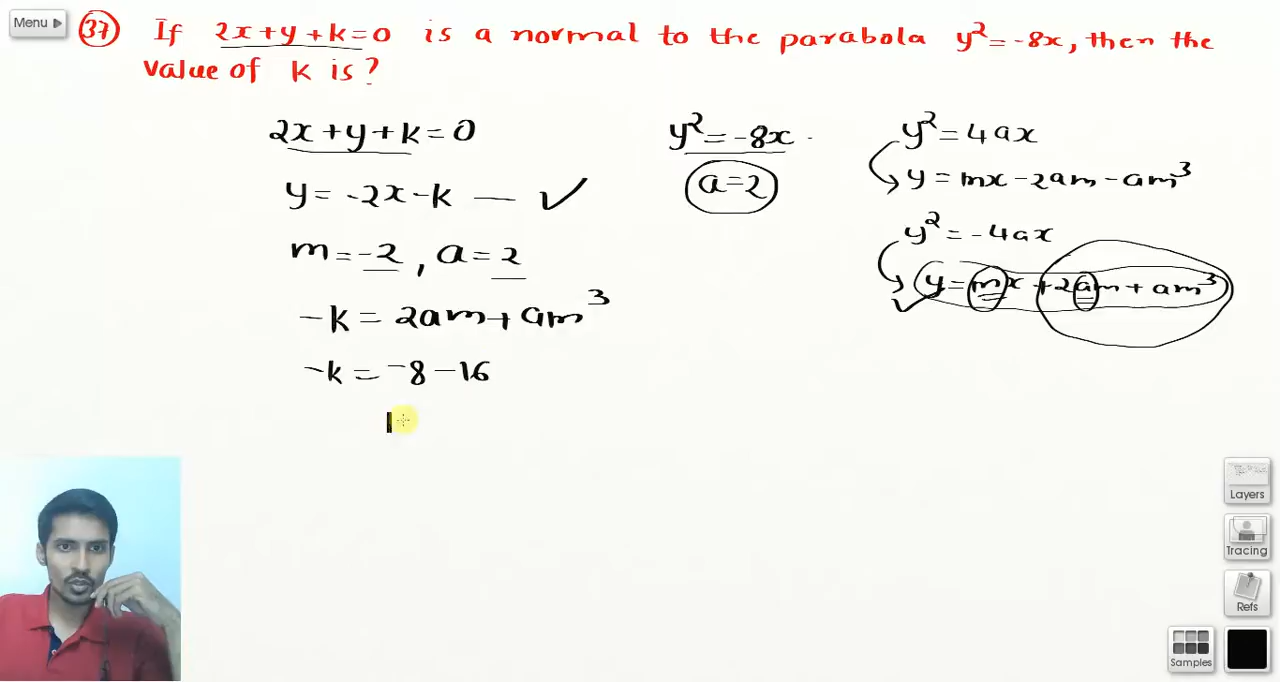 Menu
37 If 2x+y+k=0 is a normal to the parabola y²=-8x, then the
value of k is?
2x+y+k=0
y=-2x-k — ✓
m=-2, a=2
-k=2am+am³
-k=-8-16
y²=-8x
a=2
y²=4ax
y=mx-2am-am³
y²=-4ax
y=mx+2am+am³
Layers
Tracing
Refs
Samples